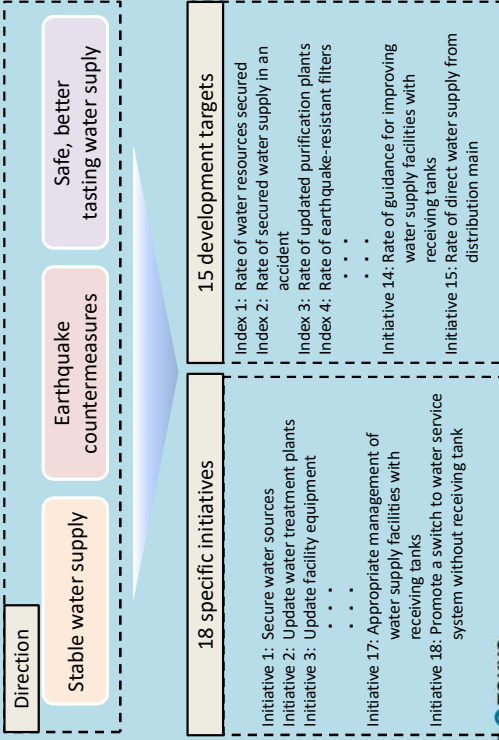 Direction
Stable water supply
Earthquake
countermeasures
Safe, better
tasting water suply
18 specific initiatives
Initiative 1: Secure water sources
Initiative 2: Update water treatment plants
Initiative 3: Update facility equipment
. . .
. . .
Initiative 17: Appropriate management of
water supply facilities with
receiving tanks
Initiative 18: Promote a switch to water service
system without receiving tank
15 development targets
Index 1: Rate of water resources secured
Index 2: Rate of secured water supply in an
accident
Index 3: Rate of updated purification plants
Index 4: Rate of earthquake-resistant filters
. . .
. . .
Initiative 14: Rate of guidance for improving
water supply facilities with
receiving tanks
Initiative 15: Rate of direct water supply from
distribution main